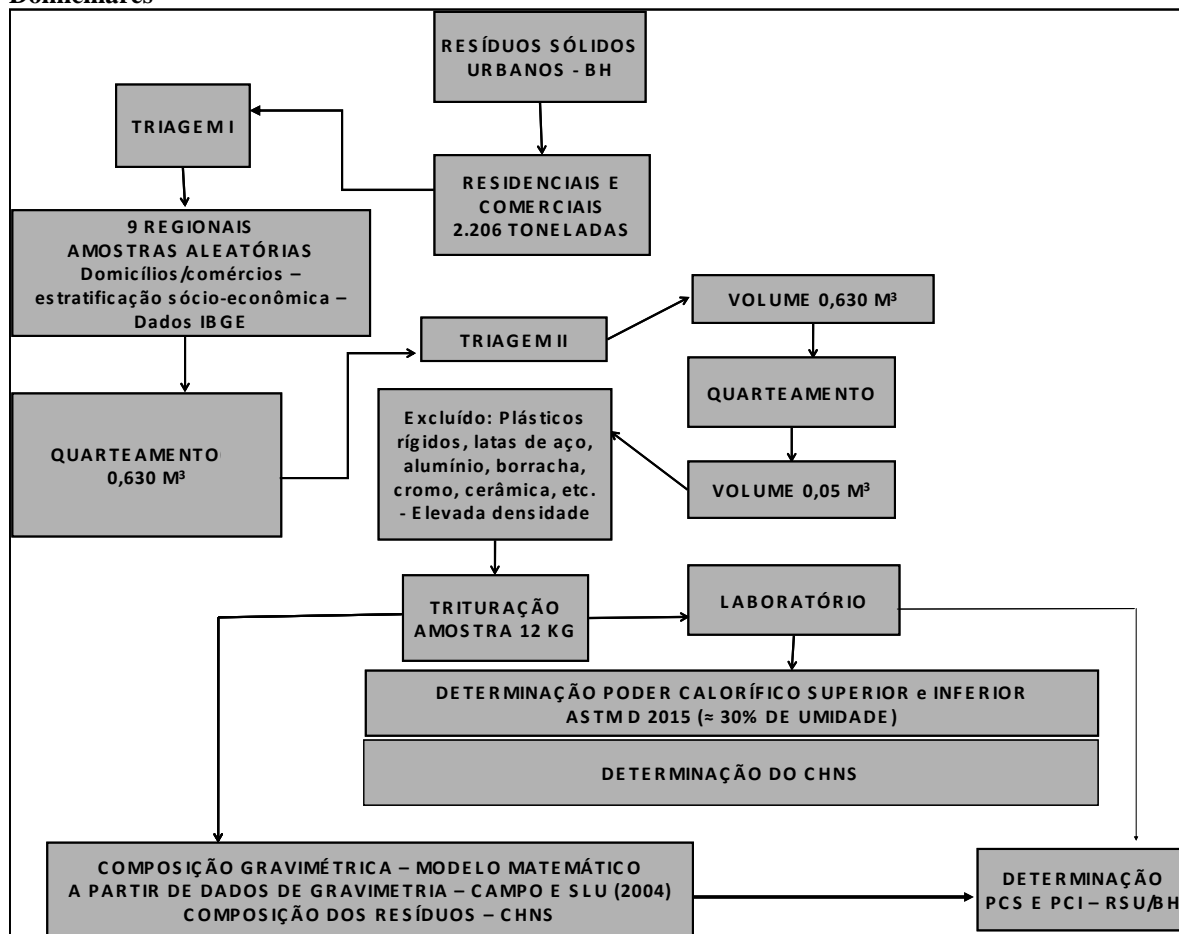 RESÍDUOS SÓLIDOS
URBANOS - BH
TRIAGEM I
RESIDENCIAIS E
COMERCIAIS
2.206 TONELADAS
9 REGIONAIS
AMOSTRAS ALEATÓRIAS
Domicílios/comércios –
estratificação sócio-econômica –
Dados IBGE
QUARTEAMENTO
0,630 M³
TRIAGEM II
VOLUME 0,630 M³
QUARTEAMENTO
VOLUME 0,05 M³
Excluído: Plásticos
rígidos, latas de aço,
alumínio, borracha,
cromo, cerâmica, etc.
- Elevada densidade
TRITURAÇÃO
AMOSTRA 12 KG
LABORATÓRIO
DETERMINAÇÃO PODER CALORÍFICO SUPERIOR e INFERIOR
ASTM D 2015 (≈ 30% DE UMIDADE)
DETERMINAÇÃO DO CHNS
COMPOSIÇÃO GRAVIMÉTRICA – MODELO MATEMÁTICO
A PARTIR DE DADOS DE GRAVIMETRIA – CAMPO E SLU (2004)
COMPOSIÇÃO DOS RESÍDUOS – CHNS
DETERMINAÇÃO
PCS E PCI – RSU/BH